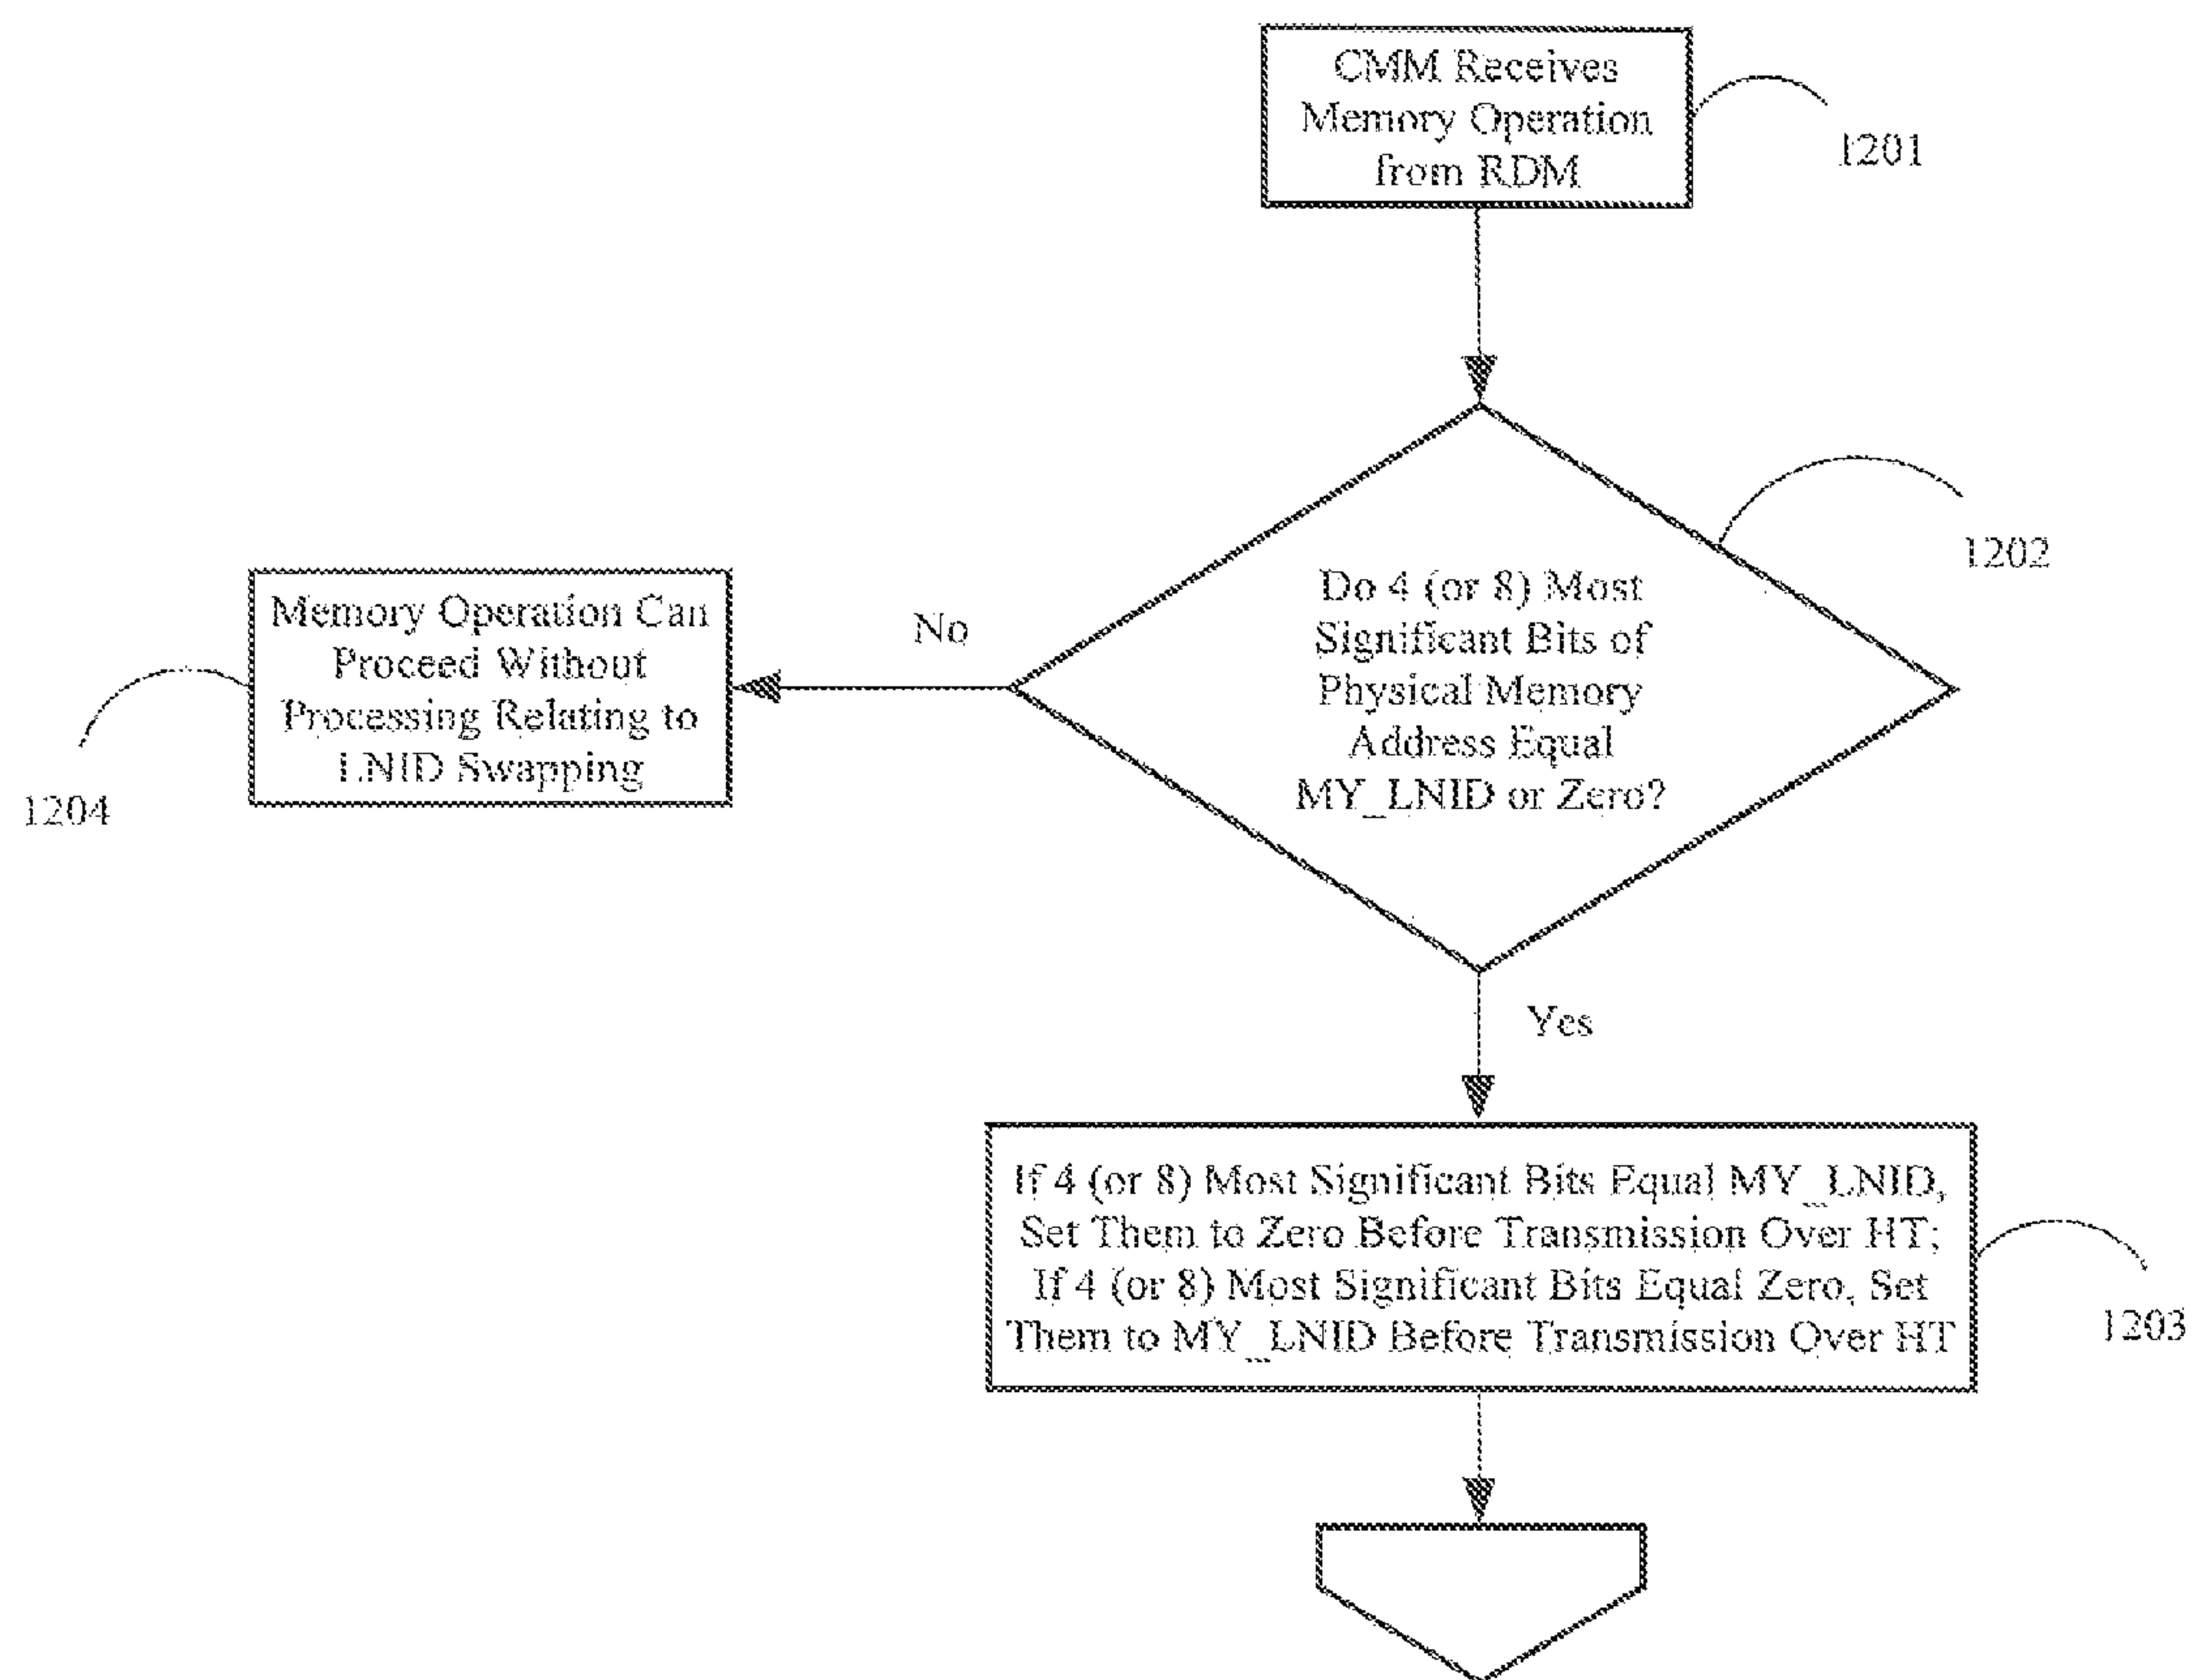 CMM Receives
Memory Operation
from RDM
1201
Do 4 (or 8) Most
Significant Bits of
Physical Memory
Address Equal
MY_LNID or Zero?
1202
No
Memory Operation Can
Proceed Without
Processing Relating to
LNID Swapping
1204
Yes
If 4 (or 8) Most Significant Bits Equal MY_LNID,
Set Them to Zero Before Transmission Over HT;
If 4 (or 8) Most Significant Bits Equal Zero, Set
Them to MY_LNID Before Transmission Over HT
1203